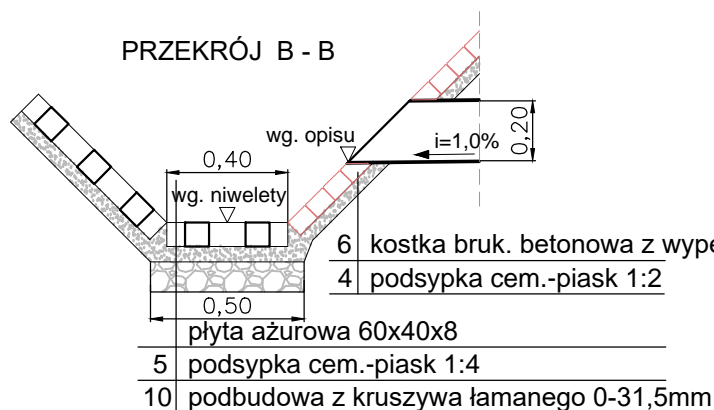 PRZEKRÓJ B - B
wg. opisu
i=1,0%
0,20
0,40
wg. niwelety
6 kostka bruk. betonowa z wype
4 podsypka cem.-piask 1:2
0,50
płyta ażurowa 60x40x8
5 podsypka cem.-piask 1:4
10 podbudowa z kruszywa łamanego 0-31,5mm